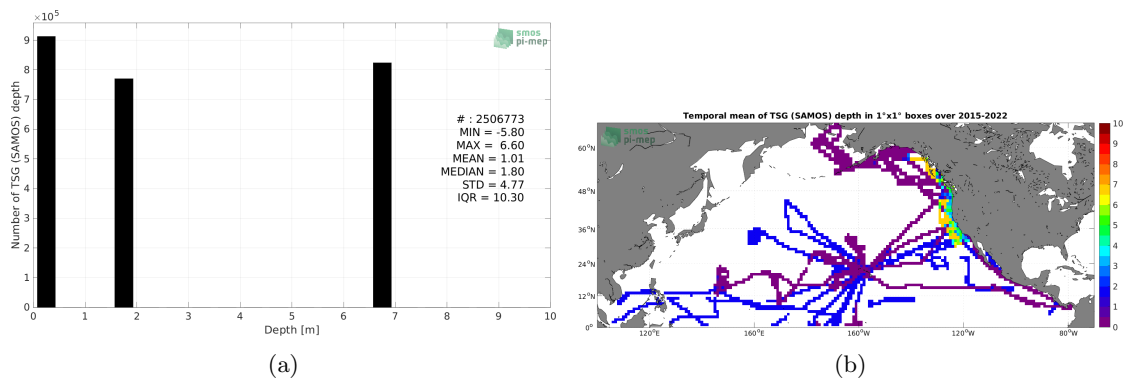 ×10⁵
smos
pi-mep
9
8
7
6
5
4
3
2
1
0
Number of TSG (SAMOS) depth
# : 2506773
MIN = -5.80
MAX = 6.60
MEAN = 1.01
MEDIAN = 1.80
STD = 4.77
IQR = 10.30
0 1 2 3 4 5 6 7 8 9 10
Depth [m]
(a)
Temporal mean of TSG (SAMOS) depth in 1°x1° boxes over 2015-2022
smos
pi-mep
60°N
48°N
36°N
24°N
12°N
0°
120°E 160°E 160°W 120°W 80°W
10
9
8
7
6
5
4
3
2
1
0
(b)